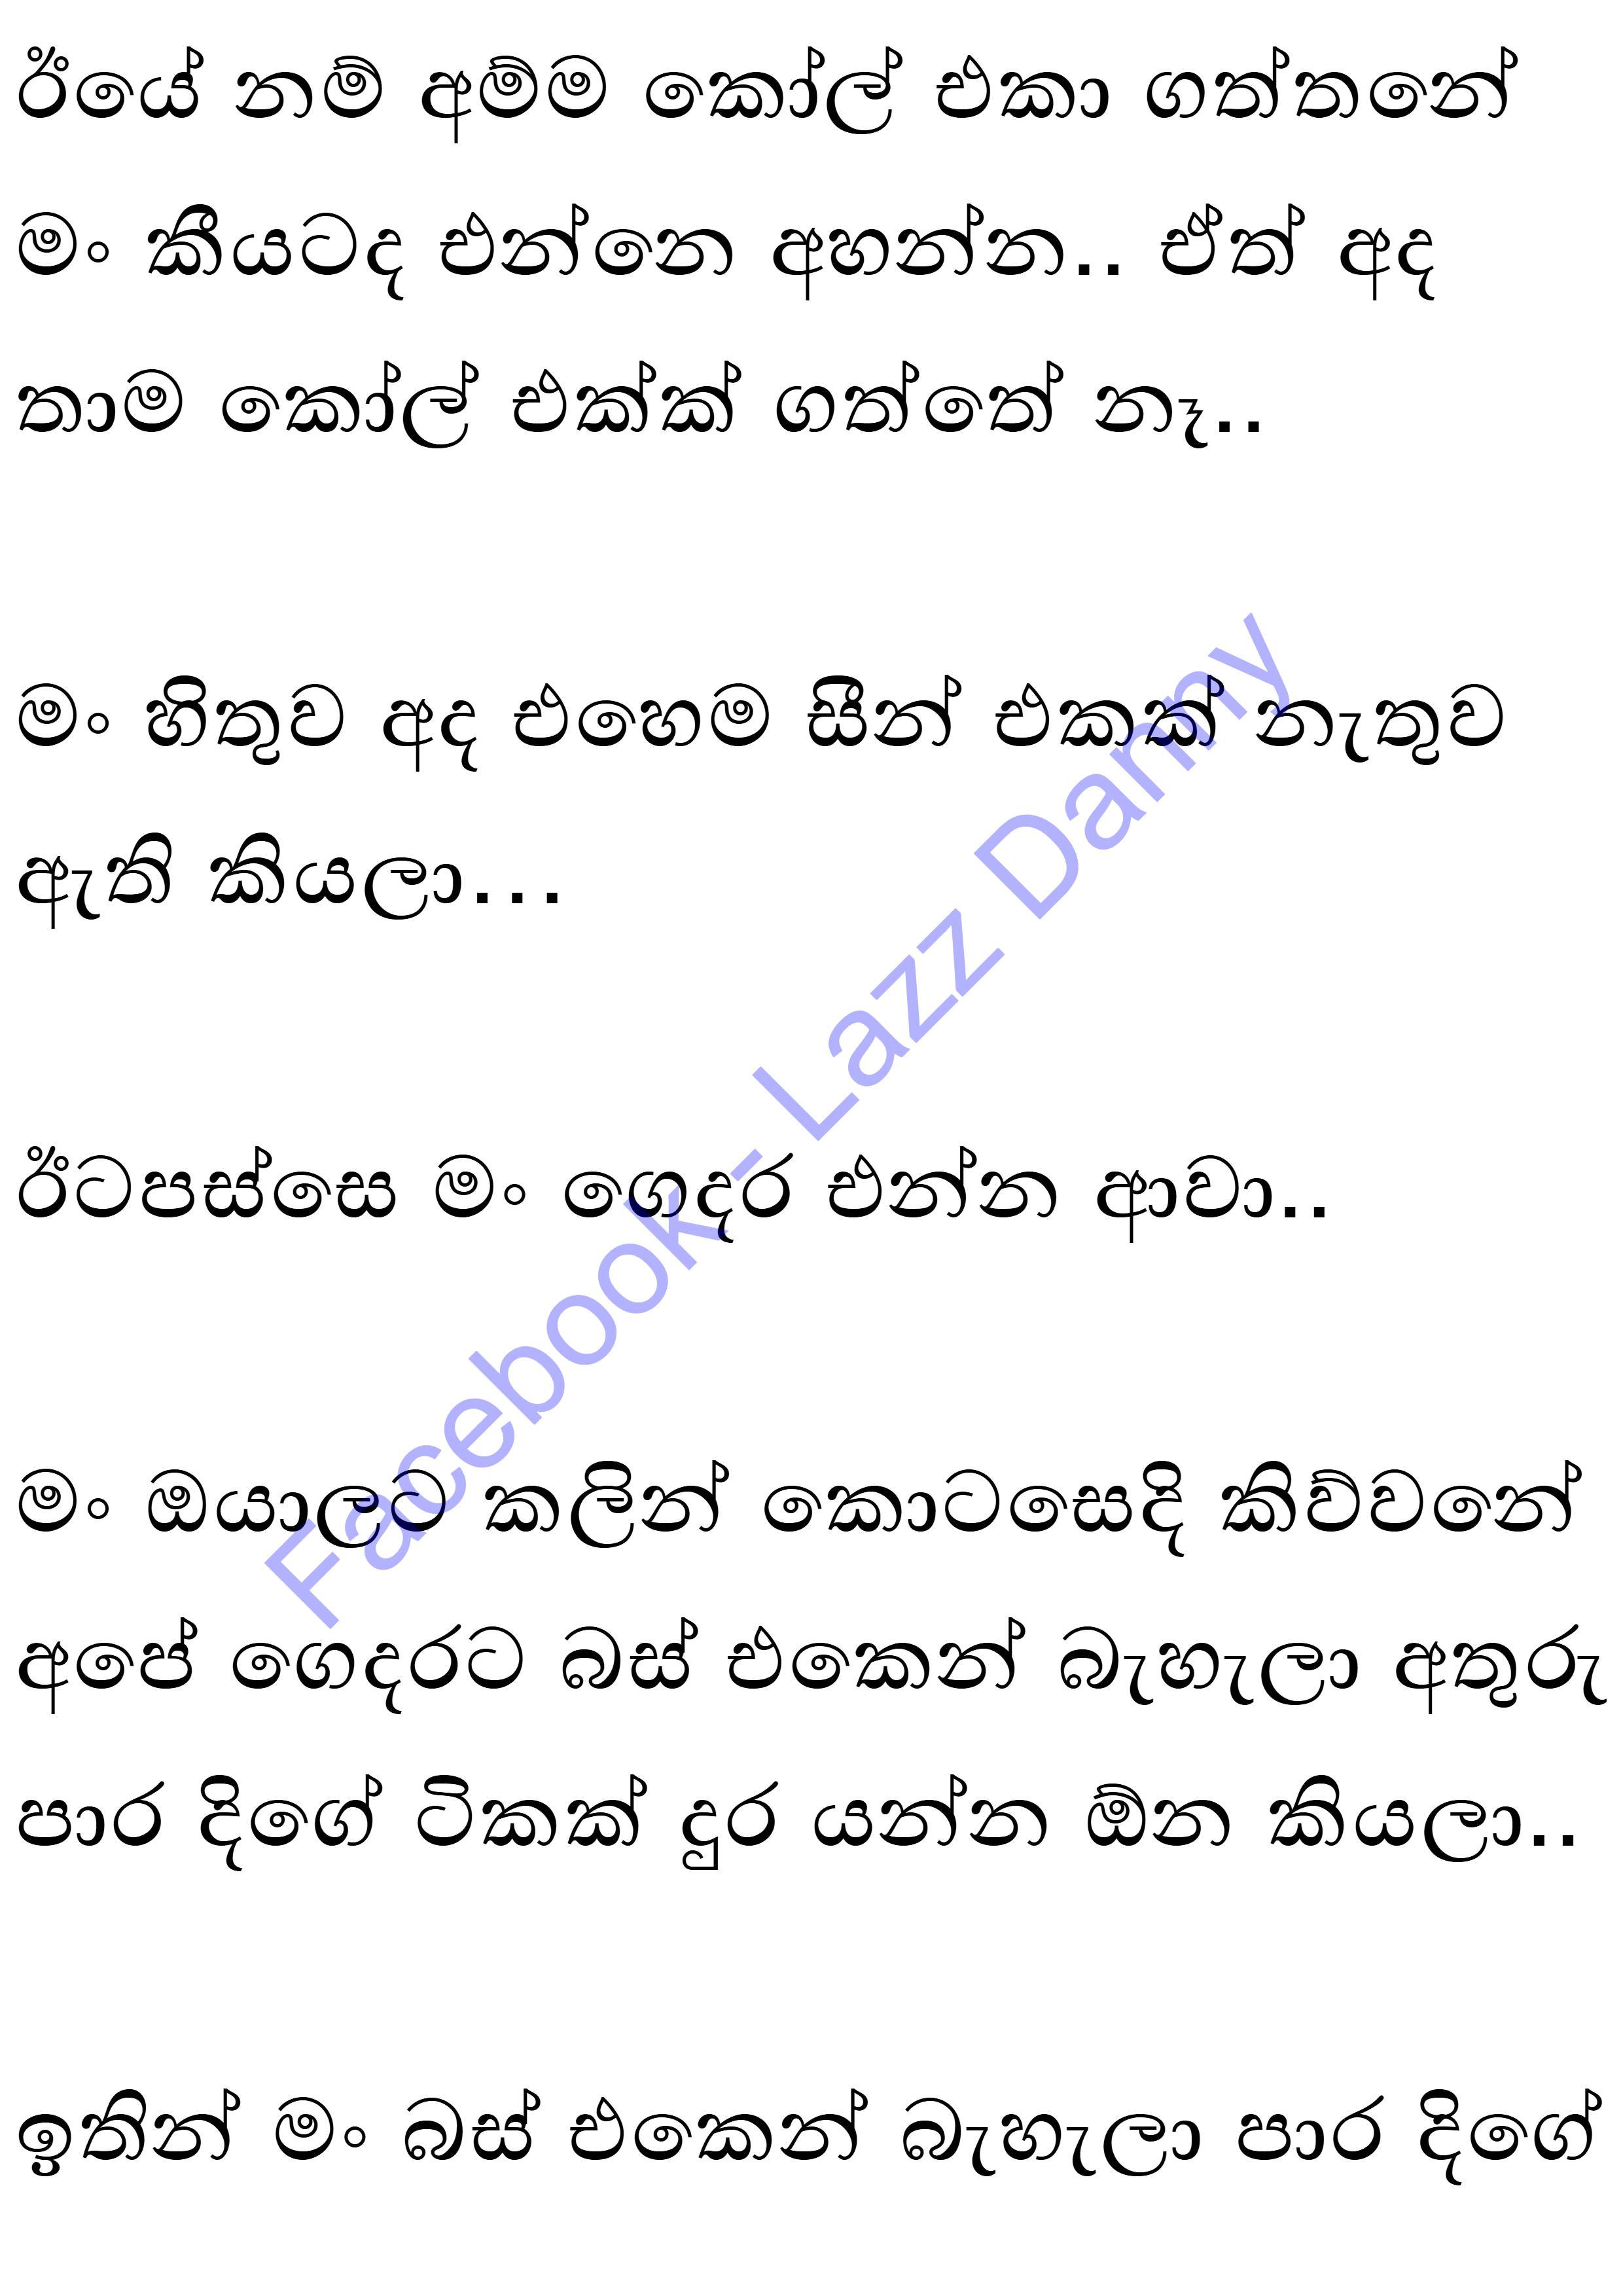 ඊයේ නම් අම්ම කෝල් එකා ගත්තනේ
මං කීයටද එන්නෙ අහන්න.. ඒත් අද
තාම කෝල් එක්ක් ගත්තේ නෑ..
මං හිතුව අද එහෙම සීන් එකක් නැතුව
ඇති කියලා...
ඊටපස්සෙ මං ගෙදර එන්න ආවා..
මං ඔයාලට කලින් කොටසෙදි කිව්වනේ
අපේ ගෙදරට බස් එකෙන් බැහැලා අතුරු
පාර දිගේ ටිකක් දුර යන්න ඕන කියලා..
ඉතින් මං බස් එකෙන් බැහැලා පාර දිගේ
Facebook- Lazz Danny